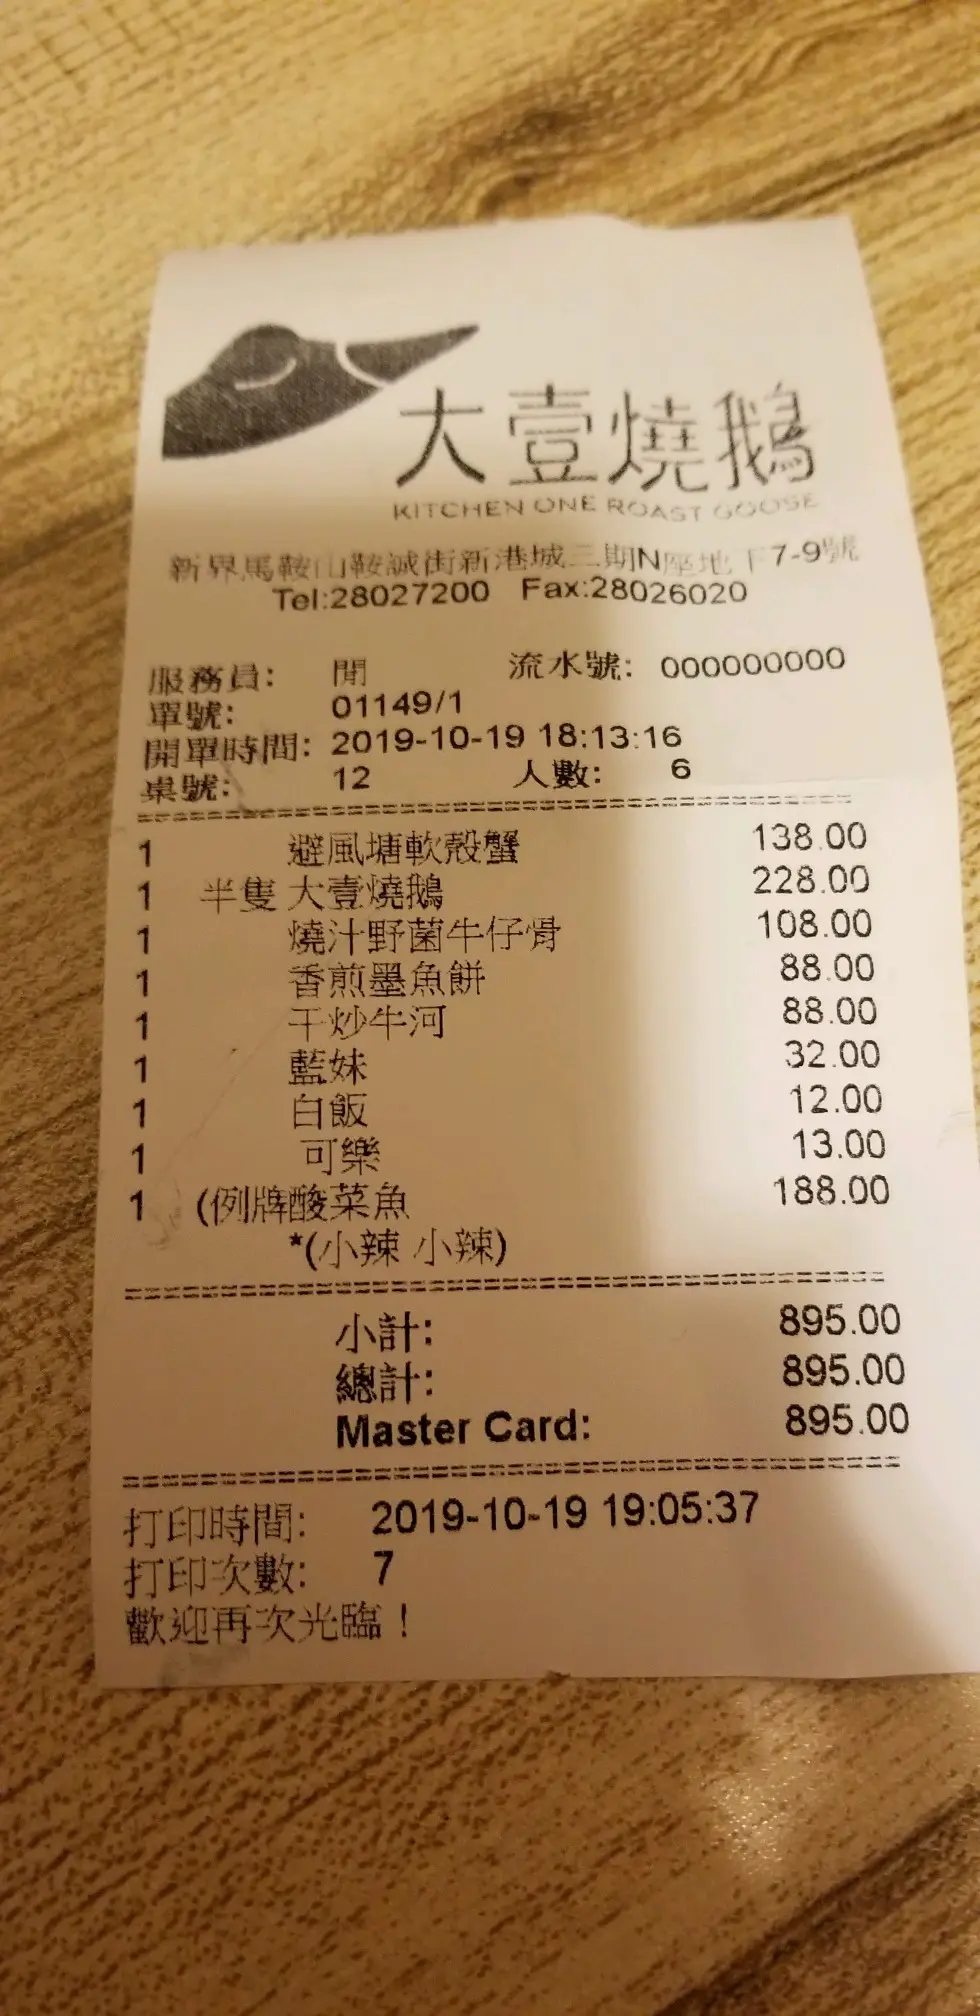 大壹燒鵝
KITCHEN ONE ROAST GOOSE
新界馬鞍山鞍誠街新港城三期N座地下7-9號
Tel:28027200 Fax:28026020
服務員: 閒 流水號: 000000000
單號: 01149/1
開單時間: 2019-10-19 18:13:16
枱號: 12 人數: 6
1 避風塘軟殼蟹 138.00
1 半隻 大壹燒鵝 228.00
1 燒汁野菌牛仔骨 108.00
1 香煎墨魚餅 88.00
1 干炒牛河 88.00
1 藍妹 32.00
1 白飯 12.00
1 可樂 13.00
1 (例牌酸菜魚 188.00
*(小辣 小辣)
小計: 895.00
總計: 895.00
Master Card: 895.00
打印時間: 2019-10-19 19:05:37
打印次數: 7
歡迎再次光臨！